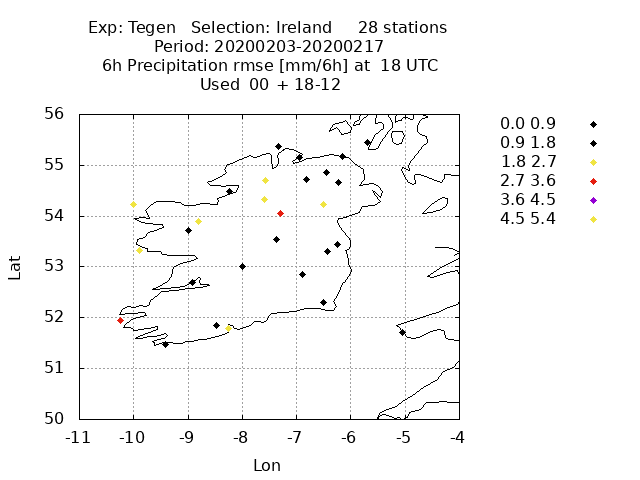 Exp: Tegen   Selection: Ireland     28 stations
Period: 20200203-20200217
6h Precipitation rmse [mm/6h] at  18 UTC
Used  00 + 18-12
0.0 0.9
0.9 1.8
1.8 2.7
2.7 3.6
3.6 4.5
4.5 5.4
56
55
54
53
52
51
50
Lat
-11 -10 -9 -8 -7 -6 -5 -4
Lon